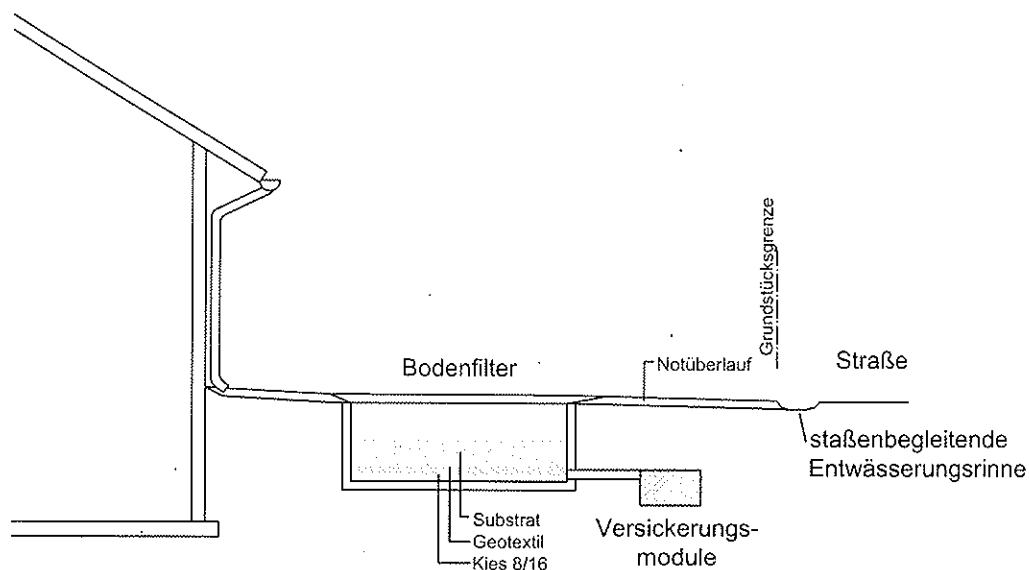 Grundstücksgrenze
Bodenfilter
Notüberlauf
Straße
staßenbegleitende
Entwässerungsrinne
Substrat
Geotextil
Kies 8/16
Versickerungs-
module